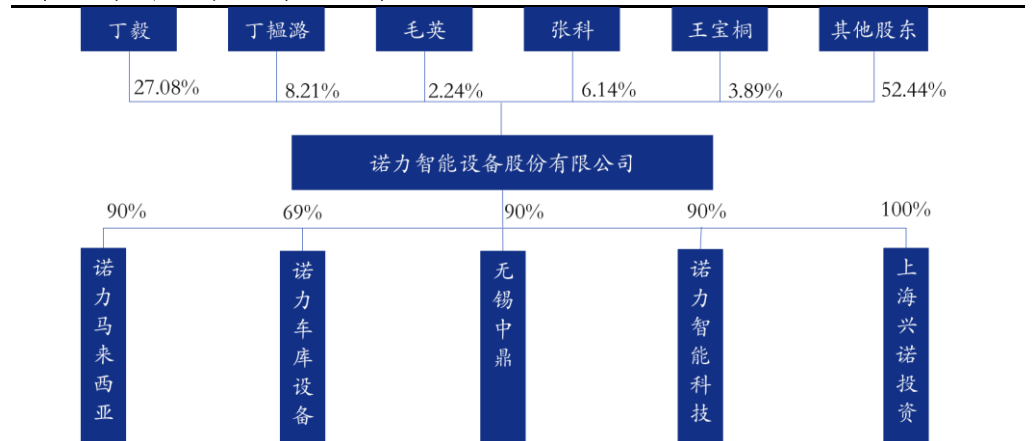 丁毅 丁韫潞 毛英 张科 王宝桐 其他股东
27.08% 8.21% 2.24% 6.14% 3.89% 52.44%
诺力智能设备股份有限公司
90% 69% 90% 90% 100%
诺力马来西亚
诺力车库设备
无锡中鼎
诺力智能科技
上海兴诺投资